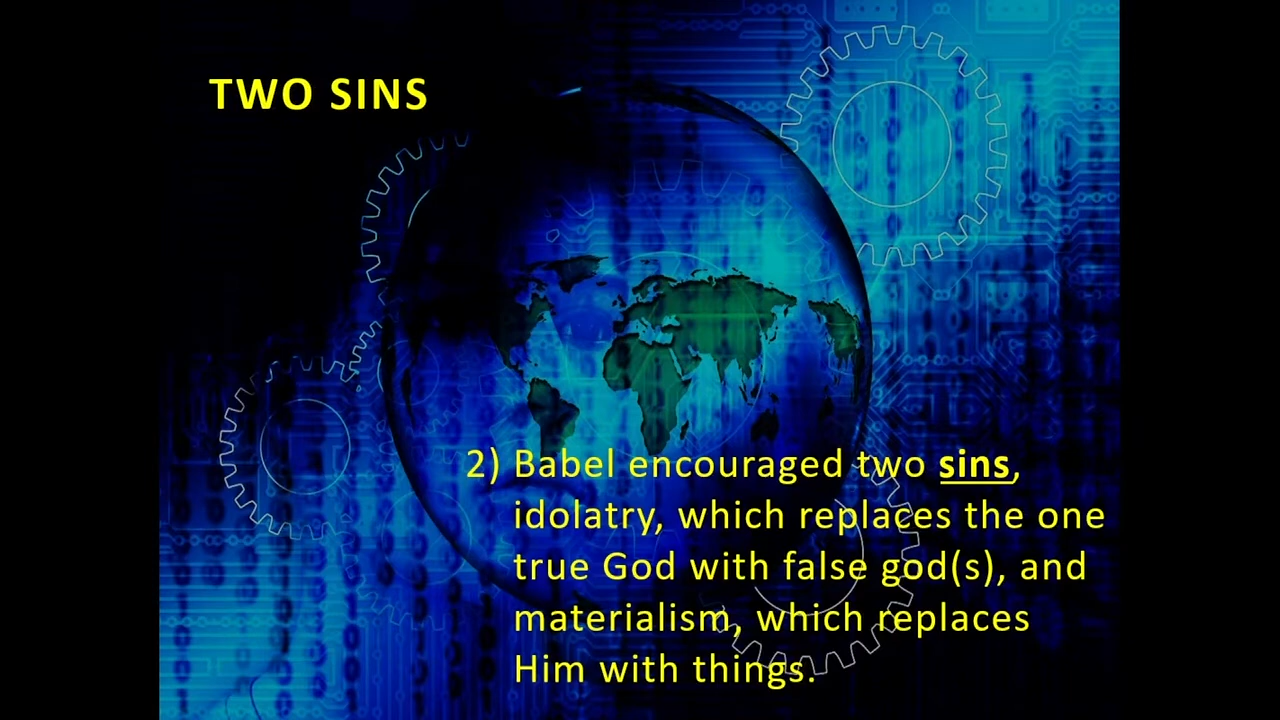 TWO SINS
2) Babel encouraged two sins,
idolatry, which replaces the one
true God with false god(s), and
materialism, which replaces
Him with things.